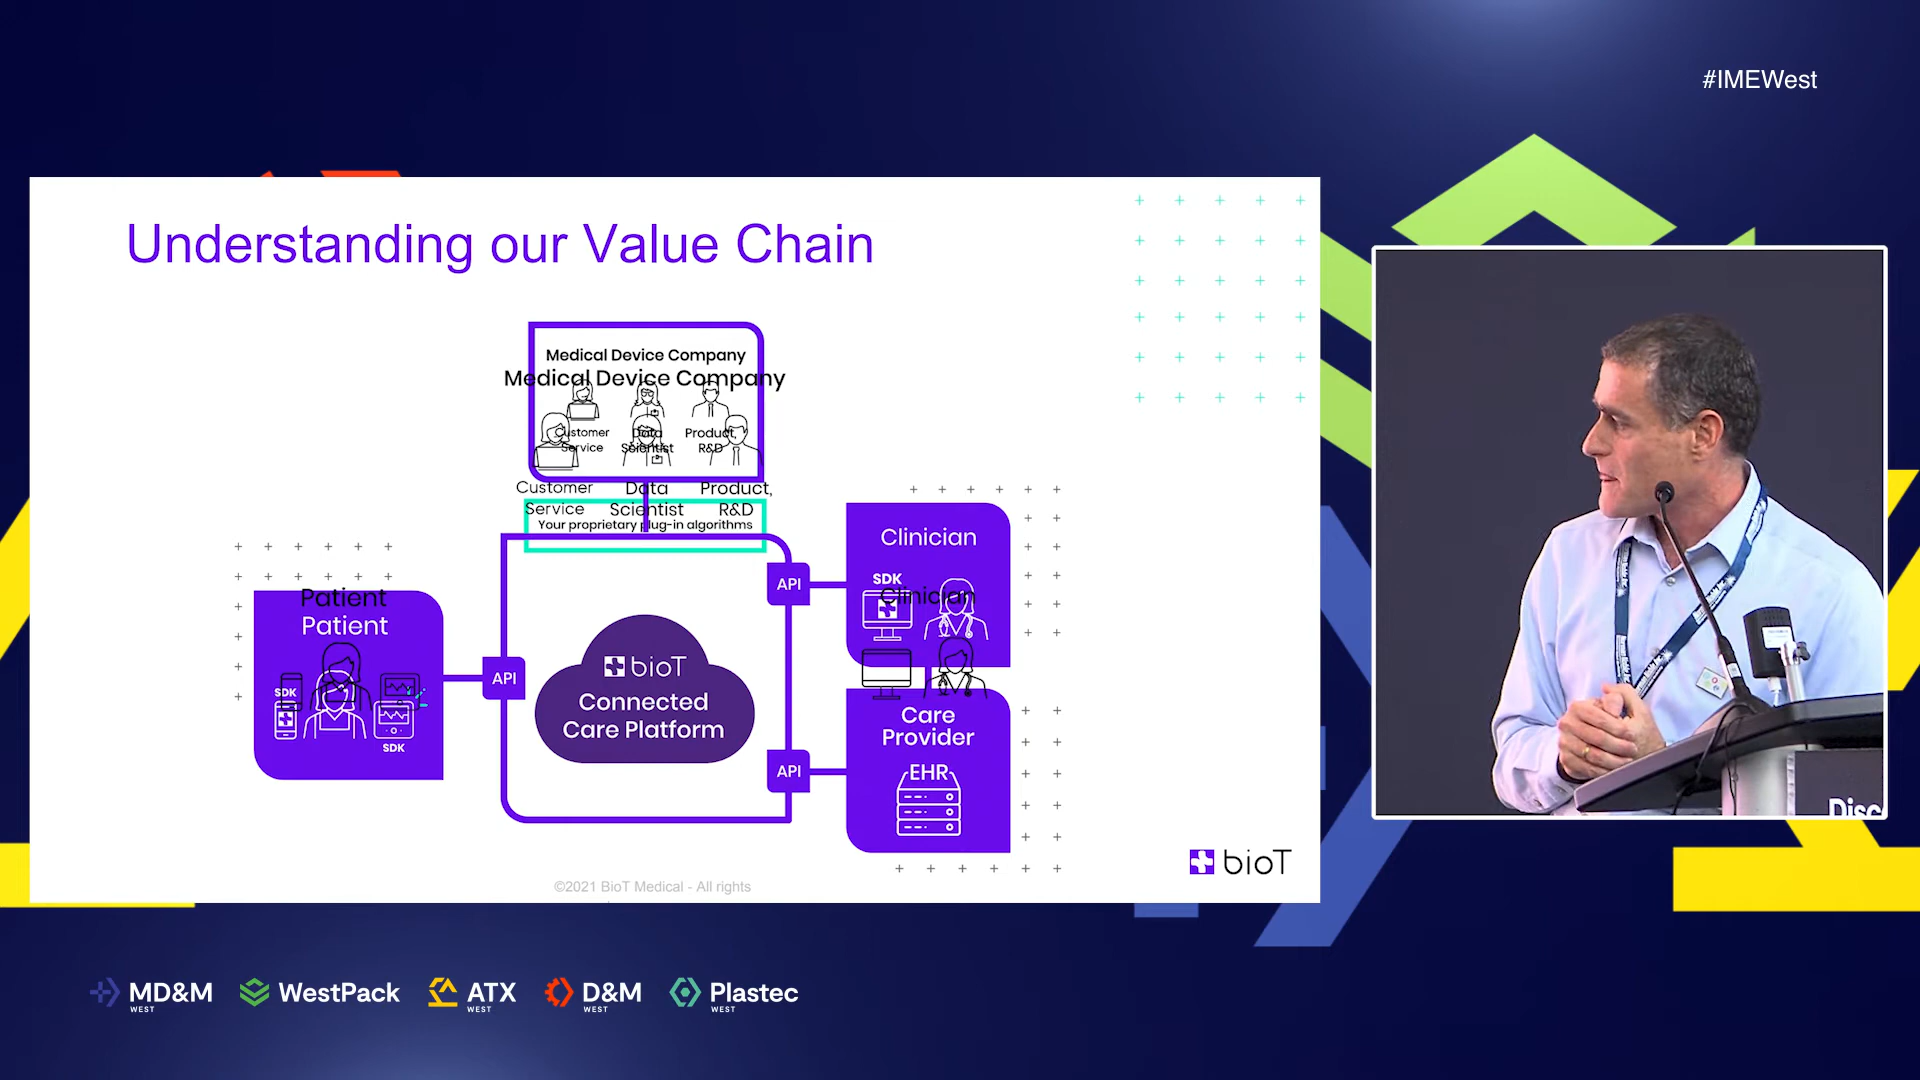 #IMEWest
Understanding our Value Chain
Medical Device Company
Medical Device Company
Customer
Service
Data
Scientist
Product,
R&D
Customer
Service
Data
Scientist
Product,
R&D
Your proprietary plug-in algorithms
Patient
Patient
SDK
SDK
API
bioT
Connected
Care Platform
API
API
Clinician
SDK
Clinician
Care
Provider
EHR
bioT
©2021 BioT Medical - All rights
Disc
MD&M
WEST
WestPack
ATX
WEST
D&M
WEST
Plastec
WEST